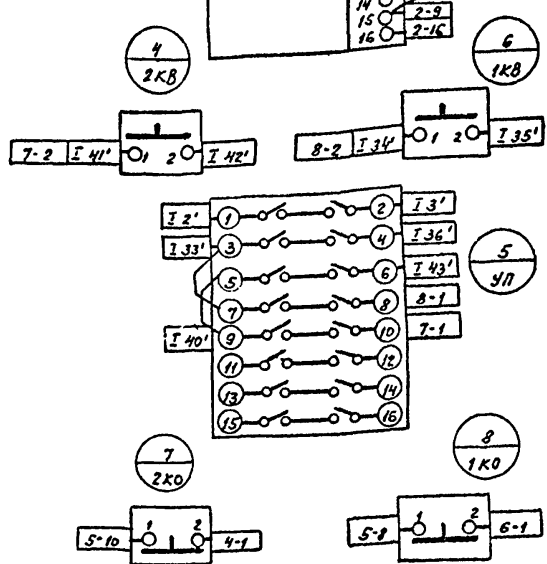 14
15 2-9
16 2-16
4
2КВ
6
1КВ
7-2 I 41' 1 2 I 42'
8-2 I 34' 1 2 I 35'
I 2' 1 2 I 3'
I 33' 3 4 I 36'
5 6 I 43'
5
УП
7 8 8-1
I 40' 9 10 7-1
11 12
13 14
15 16
7
2КО
8
1КО
5-10 1 2 4-1
5-8 1 2 6-1